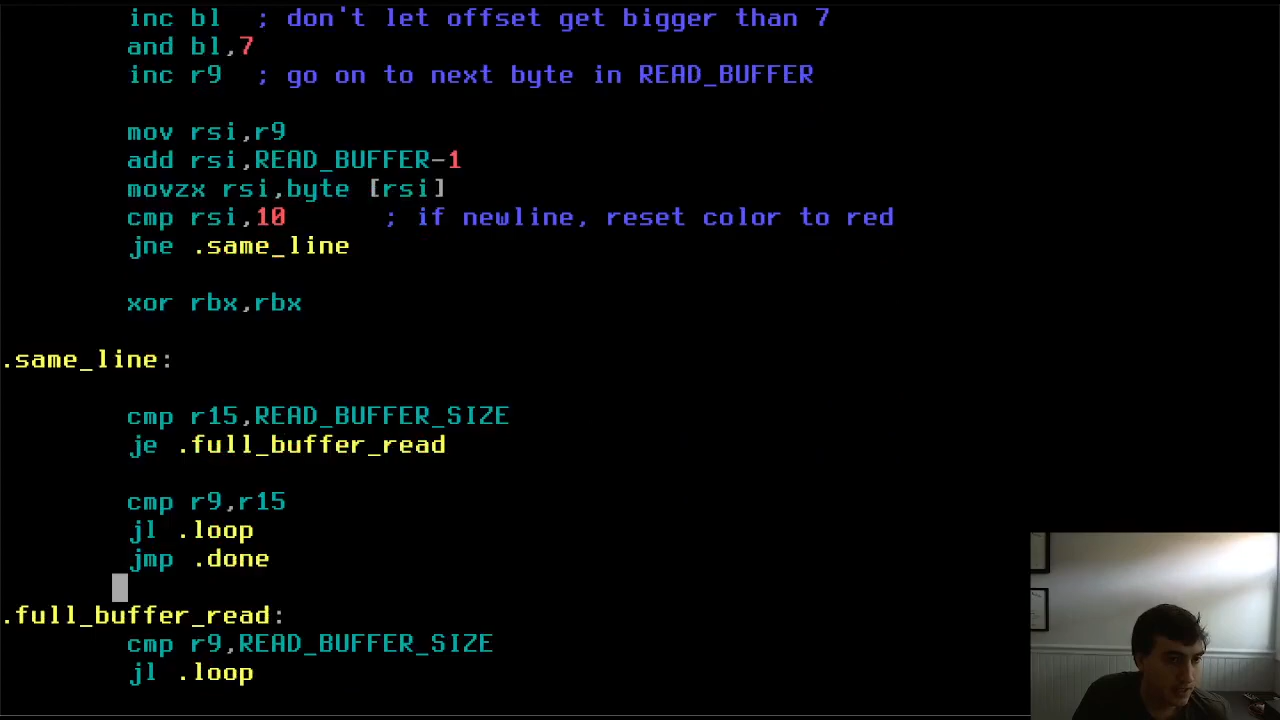 inc bl  ; don't let offset get bigger than 7
and bl,7
inc r9  ; go on to next byte in READ_BUFFER
mov rsi,r9
add rsi,READ_BUFFER-1
movzx rsi,byte [rsi]
cmp rsi,10      ; if newline, reset color to red
jne .same_line
xor rbx,rbx
.same_line:
cmp r15,READ_BUFFER_SIZE
je .full_buffer_read
cmp r9,r15
jl .loop
jmp .done
.full_buffer_read:
cmp r9,READ_BUFFER_SIZE
jl .loop